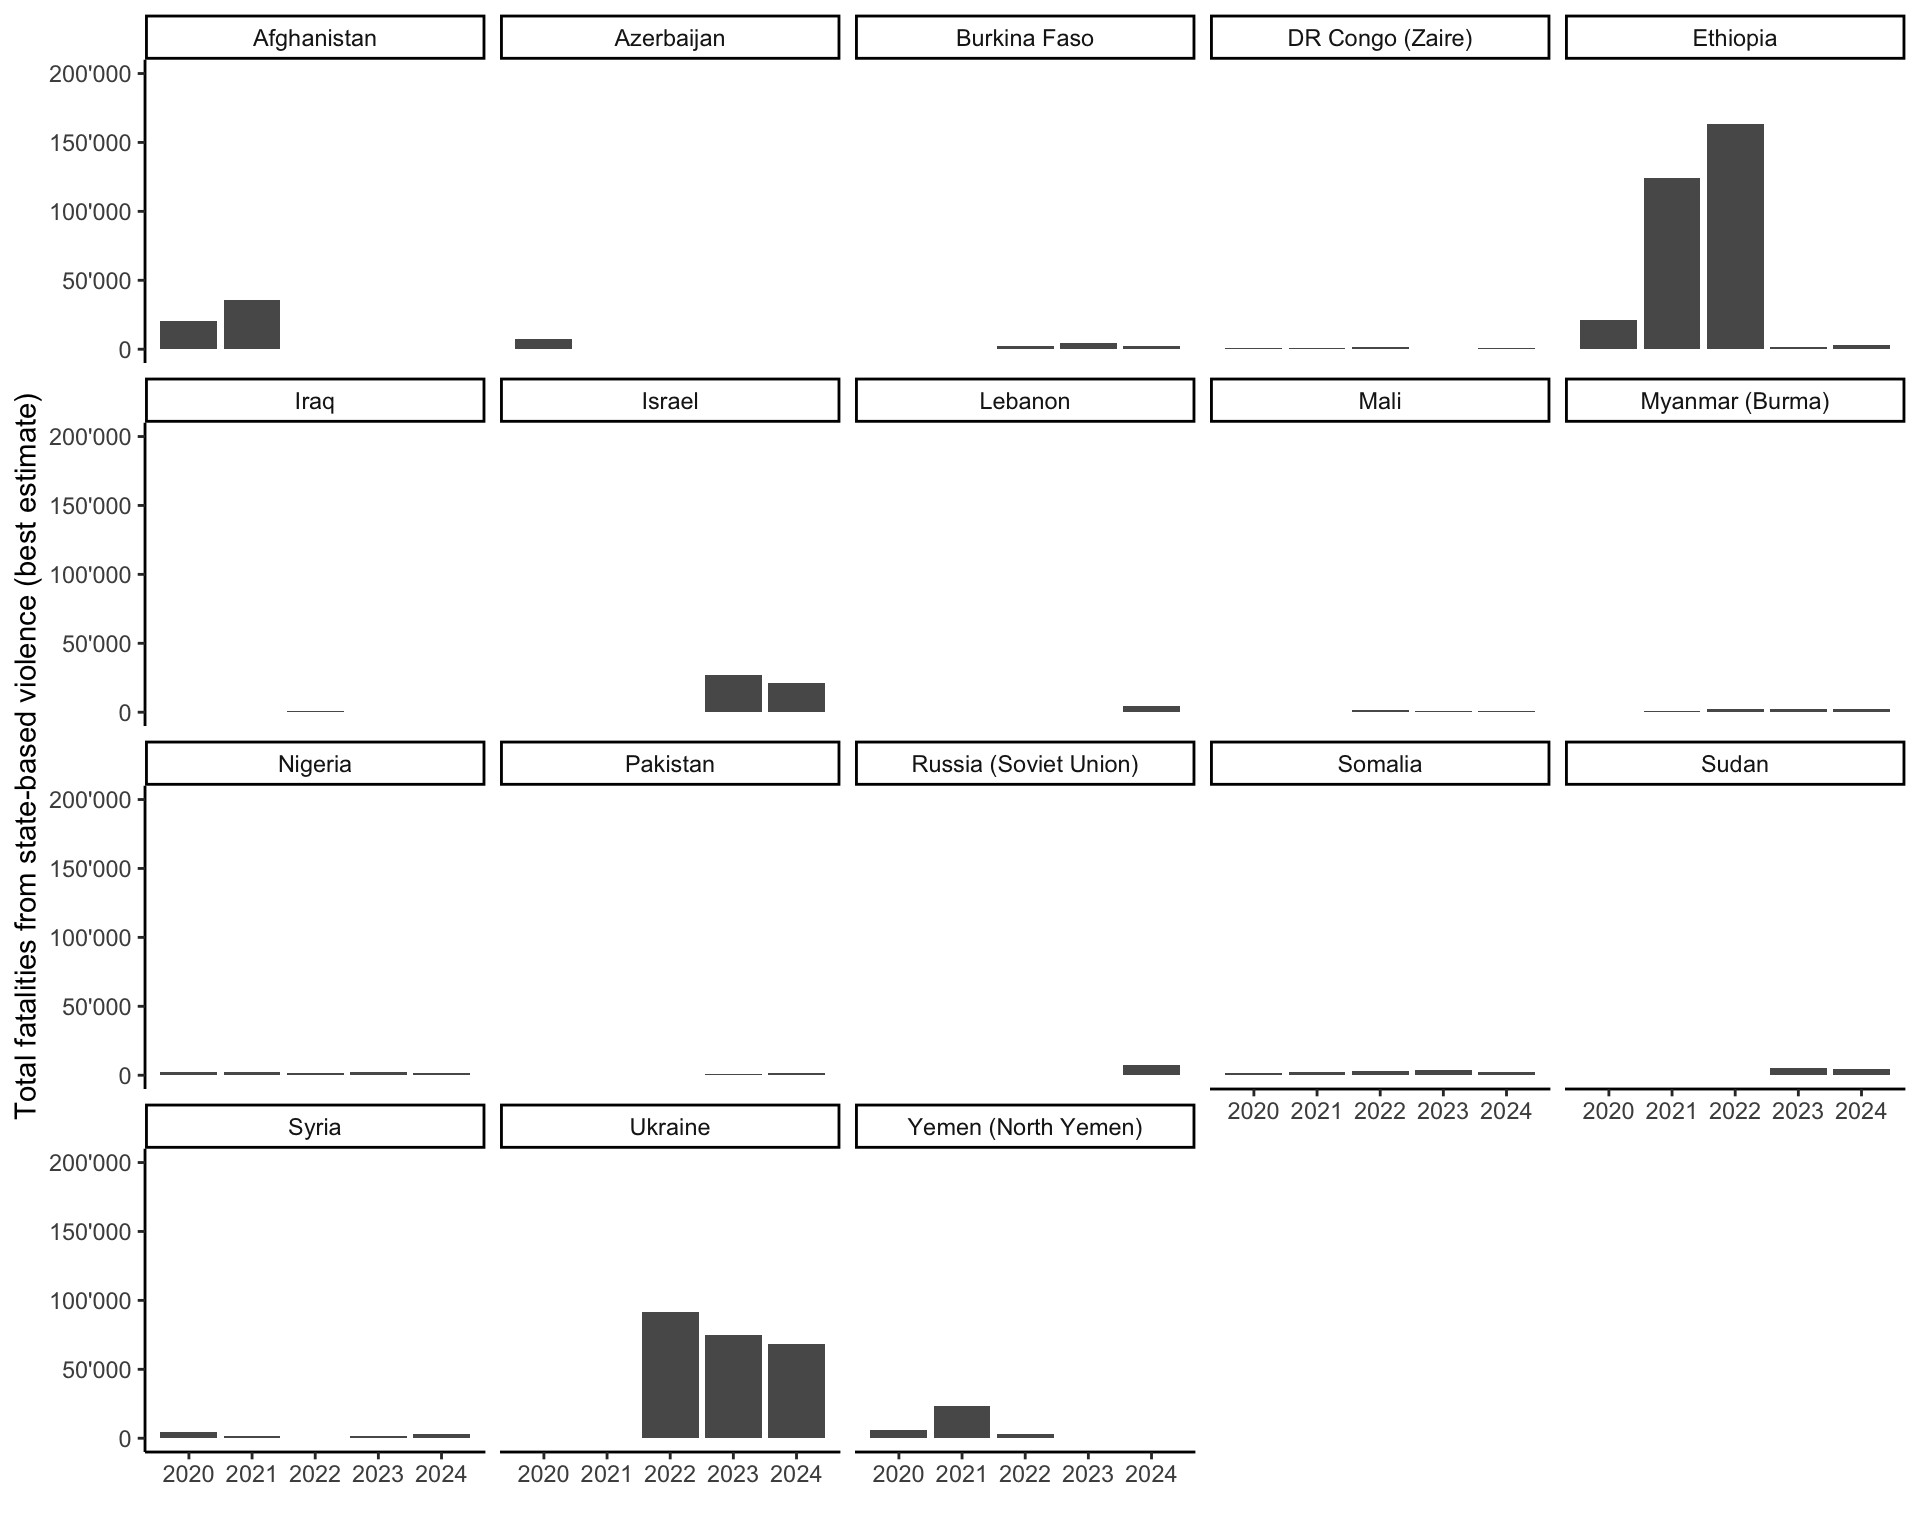 Total fatalities from state-based violence (best estimate)
Afghanistan Azerbaijan Burkina Faso DR Congo (Zaire) Ethiopia
200'000
150'000
100'000
50'000
0
Iraq Israel Lebanon Mali Myanmar (Burma)
200'000
150'000
100'000
50'000
0
Nigeria Pakistan Russia (Soviet Union) Somalia Sudan
200'000
150'000
100'000
50'000
0
2020 2021 2022 2023 2024 2020 2021 2022 2023 2024
Syria Ukraine Yemen (North Yemen)
200'000
150'000
100'000
50'000
0
2020 2021 2022 2023 2024 2020 2021 2022 2023 2024 2020 2021 2022 2023 2024